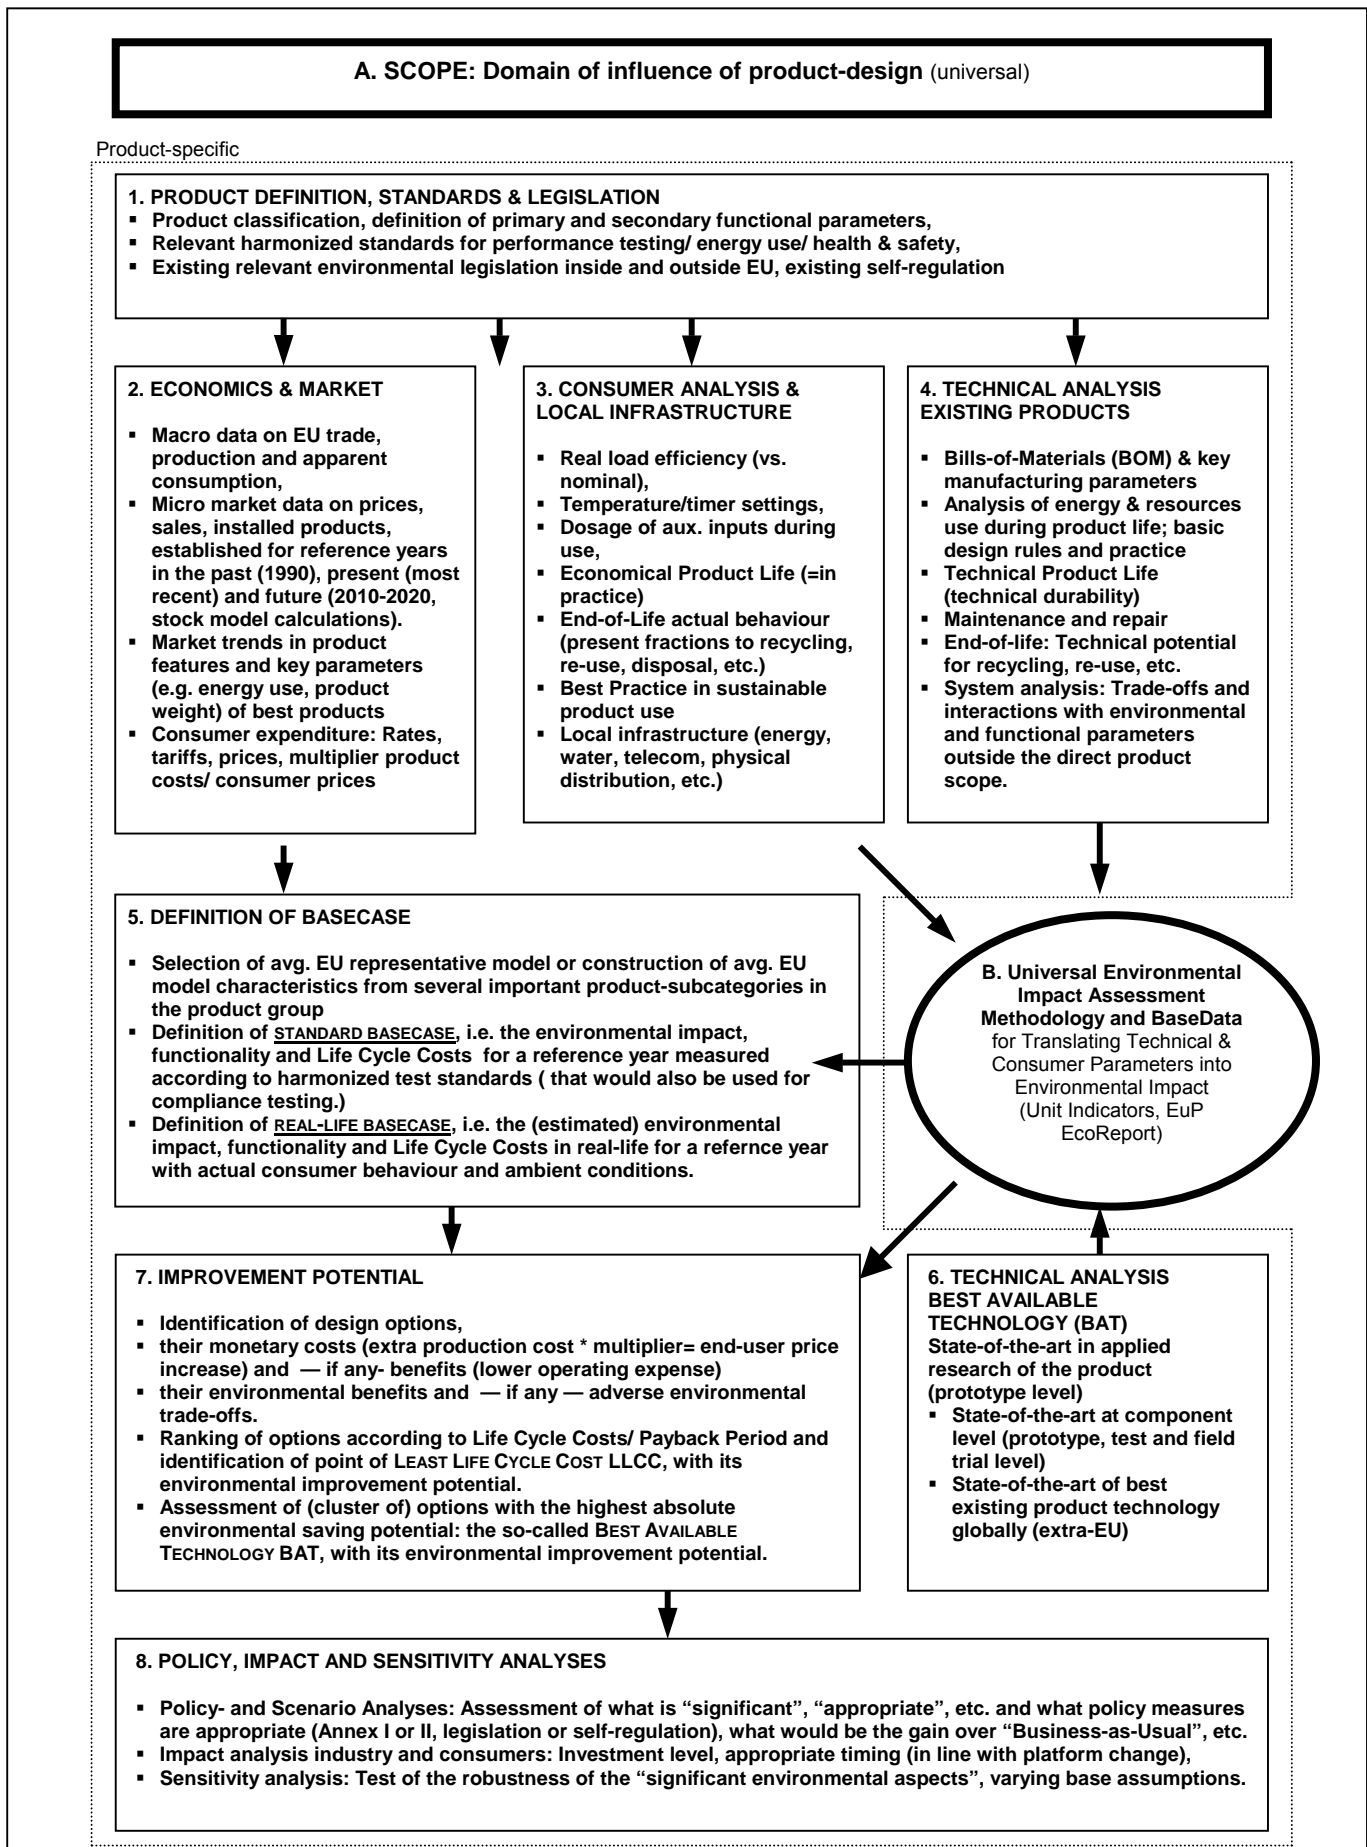 A. SCOPE: Domain of influence of product-design (universal)
Product-specific
1. PRODUCT DEFINITION, STANDARDS & LEGISLATION
▪ Product classification, definition of primary and secondary functional parameters,
▪ Relevant harmonized standards for performance testing/ energy use/ health & safety,
▪ Existing relevant environmental legislation inside and outside EU, existing self-regulation
2. ECONOMICS & MARKET
▪ Macro data on EU trade,
production and apparent
consumption,
▪ Micro market data on prices,
sales, installed products,
established for reference years
in the past (1990), present (most
recent) and future (2010-2020,
stock model calculations).
▪ Market trends in product
features and key parameters
(e.g. energy use, product
weight) of best products
▪ Consumer expenditure: Rates,
tariffs, prices, multiplier product
costs/ consumer prices
3. CONSUMER ANALYSIS &
LOCAL INFRASTRUCTURE
▪ Real load efficiency (vs.
nominal),
▪ Temperature/timer settings,
▪ Dosage of aux. inputs during
use,
▪ Economical Product Life (=in
practice)
▪ End-of-Life actual behaviour
(present fractions to recycling,
re-use, disposal, etc.)
▪ Best Practice in sustainable
product use
▪ Local infrastructure (energy,
water, telecom, physical
distribution, etc.)
4. TECHNICAL ANALYSIS
EXISTING PRODUCTS
▪ Bills-of-Materials (BOM) & key
manufacturing parameters
▪ Analysis of energy & resources
use during product life; basic
design rules and practice
▪ Technical Product Life
(technical durability)
▪ Maintenance and repair
▪ End-of-life: Technical potential
for recycling, re-use, etc.
▪ System analysis: Trade-offs and
interactions with environmental
and functional parameters
outside the direct product
scope.
5. DEFINITION OF BASECASE
▪ Selection of avg. EU representative model or construction of avg. EU
model characteristics from several important product-subcategories in
the product group
▪ Definition of STANDARD BASECASE, i.e. the environmental impact,
functionality and Life Cycle Costs for a reference year measured
according to harmonized test standards ( that would also be used for
compliance testing.)
▪ Definition of REAL-LIFE BASECASE, i.e. the (estimated) environmental
impact, functionality and Life Cycle Costs in real-life for a refernce year
with actual consumer behaviour and ambient conditions.
B. Universal Environmental
Impact Assessment
Methodology and BaseData
for Translating Technical &
Consumer Parameters into
Environmental Impact
(Unit Indicators, EuP
EcoReport)
7. IMPROVEMENT POTENTIAL
▪ Identification of design options,
▪ their monetary costs (extra production cost * multiplier= end-user price
increase) and — if any- benefits (lower operating expense)
▪ their environmental benefits and — if any — adverse environmental
trade-offs.
▪ Ranking of options according to Life Cycle Costs/ Payback Period and
identification of point of LEAST LIFE CYCLE COST LLCC, with its
environmental improvement potential.
▪ Assessment of (cluster of) options with the highest absolute
environmental saving potential: the so-called BEST AVAILABLE
TECHNOLOGY BAT, with its environmental improvement potential.
6. TECHNICAL ANALYSIS
BEST AVAILABLE
TECHNOLOGY (BAT)
State-of-the-art in applied
research of the product
(prototype level)
▪ State-of-the-art at component
level (prototype, test and field
trial level)
▪ State-of-the-art of best
existing product technology
globally (extra-EU)
8. POLICY, IMPACT AND SENSITIVITY ANALYSES
▪ Policy- and Scenario Analyses: Assessment of what is “significant”, “appropriate”, etc. and what policy measures
are appropriate (Annex I or II, legislation or self-regulation), what would be the gain over “Business-as-Usual”, etc.
▪ Impact analysis industry and consumers: Investment level, appropriate timing (in line with platform change),
▪ Sensitivity analysis: Test of the robustness of the “significant environmental aspects”, varying base assumptions.